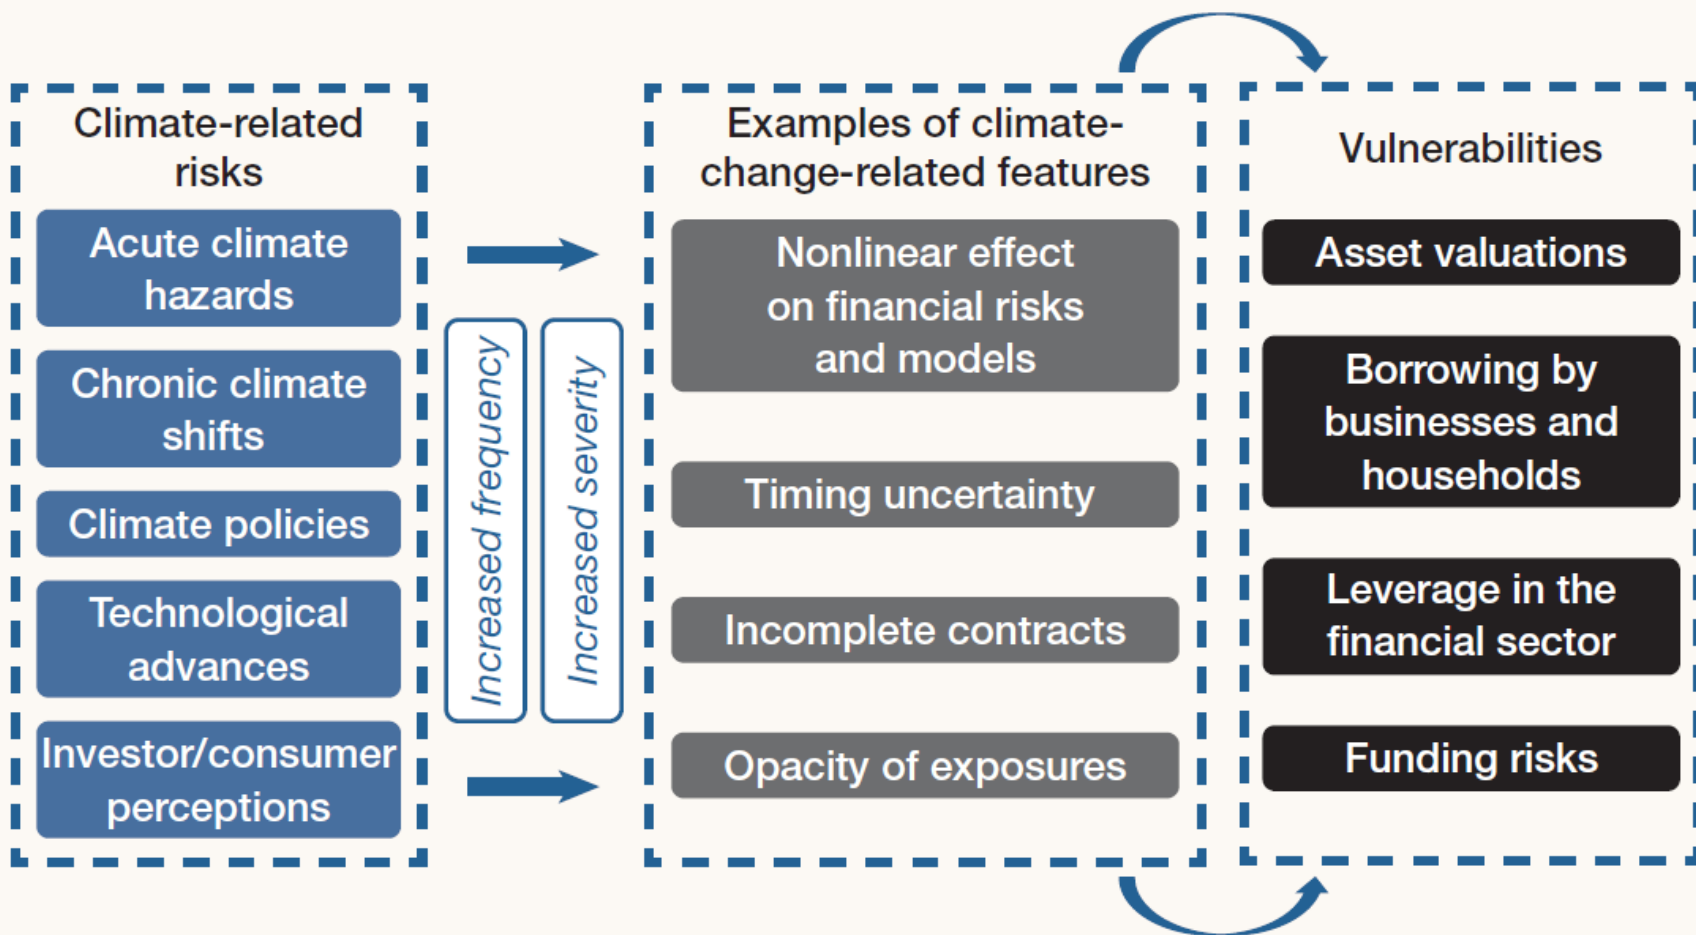 Climate-related
risks
Acute climate
hazards
Chronic climate
shifts
Climate policies
Technological
advances
Investor/consumer
perceptions
Increased frequency
Increased severity
Examples of climate-
change-related features
Nonlinear effect
on financial risks
and models
Timing uncertainty
Incomplete contracts
Opacity of exposures
Vulnerabilities
Asset valuations
Borrowing by
businesses and
households
Leverage in the
financial sector
Funding risks